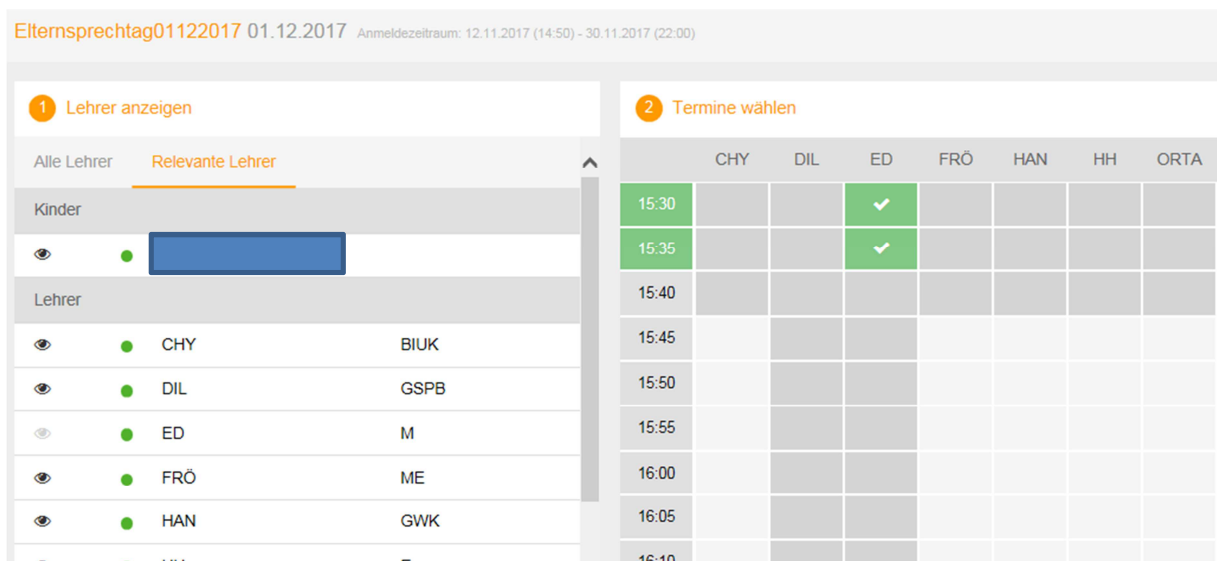 Elternsprechtag01122017 01.12.2017 Anmeldezeitraum: 12.11.2017 (14:50) - 30.11.2017 (22:00)
1 Lehrer anzeigen
Alle Lehrer Relevante Lehrer
Kinder
Lehrer
CHY BIUK
DIL GSPB
ED M
FRÖ ME
HAN GWK
2 Termine wählen
CHY DIL ED FRÖ HAN HH ORTA
15:30
15:35
15:40
15:45
15:50
15:55
16:00
16:05
16:10